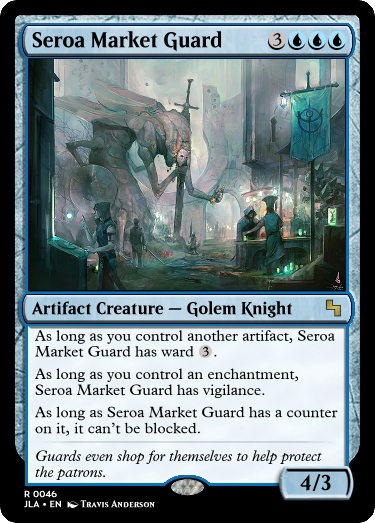 Seroa Market Guard 3
Artifact Creature — Golem Knight
As long as you control another artifact, Seroa
Market Guard has ward 3.
As long as you control an enchantment,
Seroa Market Guard has vigilance.
As long as Seroa Market Guard has a counter
on it, it can't be blocked.
Guards even shop for themselves to help protect
the patrons.
4/3
R 0046
JLA • EN Travis Anderson